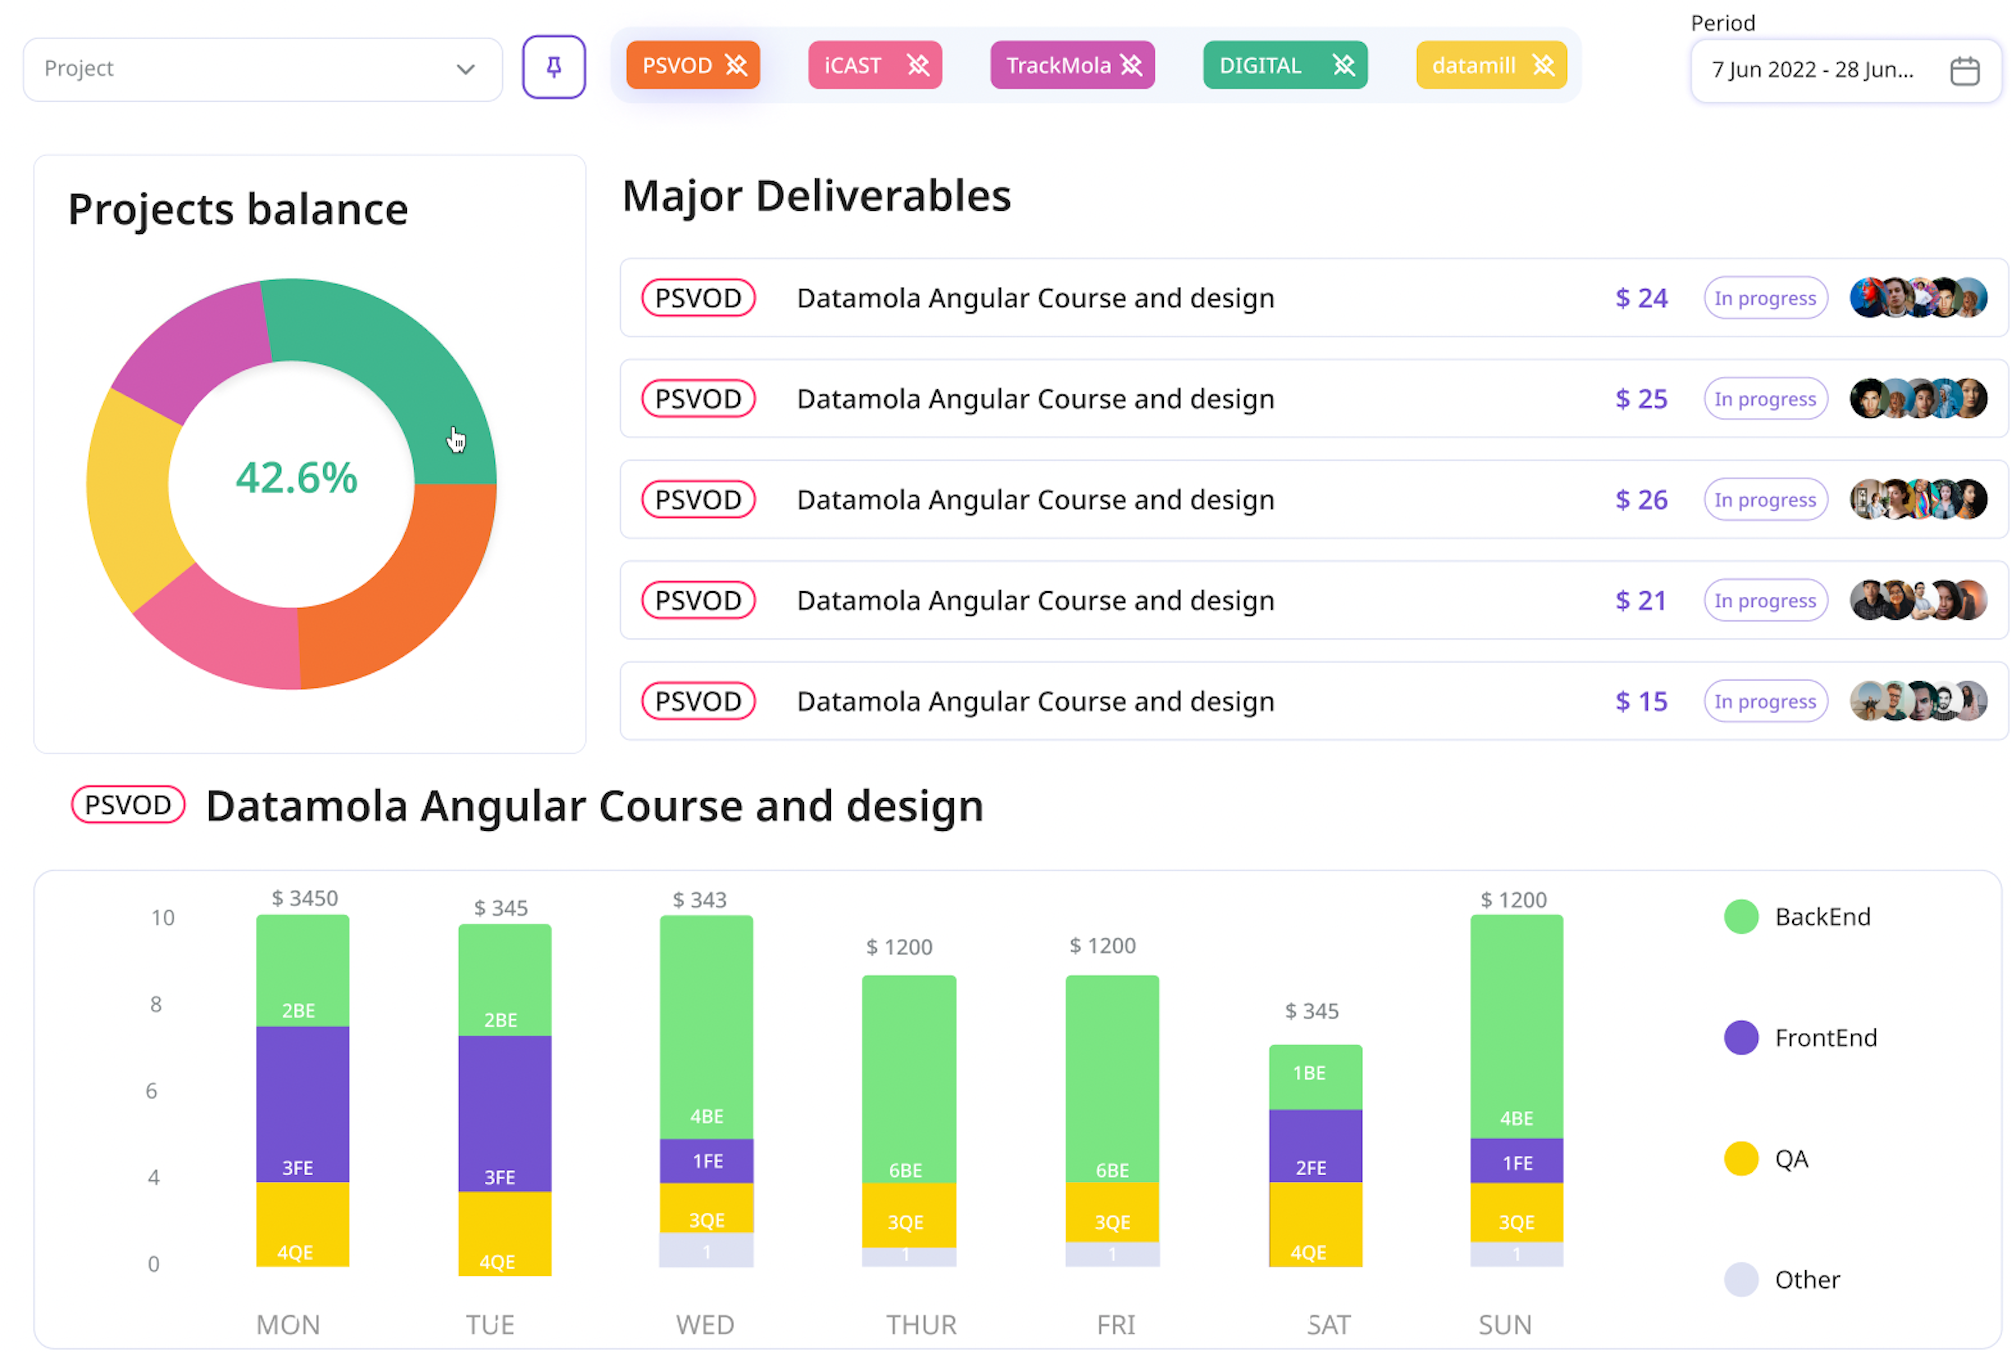 Period
Project
PSVOD
iCAST
TrackMola
DIGITAL
datamill
7 Jun 2022 - 28 Jun...
Projects balance
42.6%
Major Deliverables
PSVOD Datamola Angular Course and design $ 24 In progress
PSVOD Datamola Angular Course and design $ 25 In progress
PSVOD Datamola Angular Course and design $ 26 In progress
PSVOD Datamola Angular Course and design $ 21 In progress
PSVOD Datamola Angular Course and design $ 15 In progress
PSVOD Datamola Angular Course and design
10
8
6
4
0
$ 3450
2BE
3FE
4QE
MON
$ 345
2BE
3FE
4QE
TUE
$ 343
4BE
1FE
3QE
1
WED
$ 1200
6BE
3QE
1
THUR
$ 1200
6BE
3QE
1
FRI
$ 345
1BE
2FE
4QE
SAT
$ 1200
4BE
1FE
3QE
1
SUN
BackEnd
FrontEnd
QA
Other